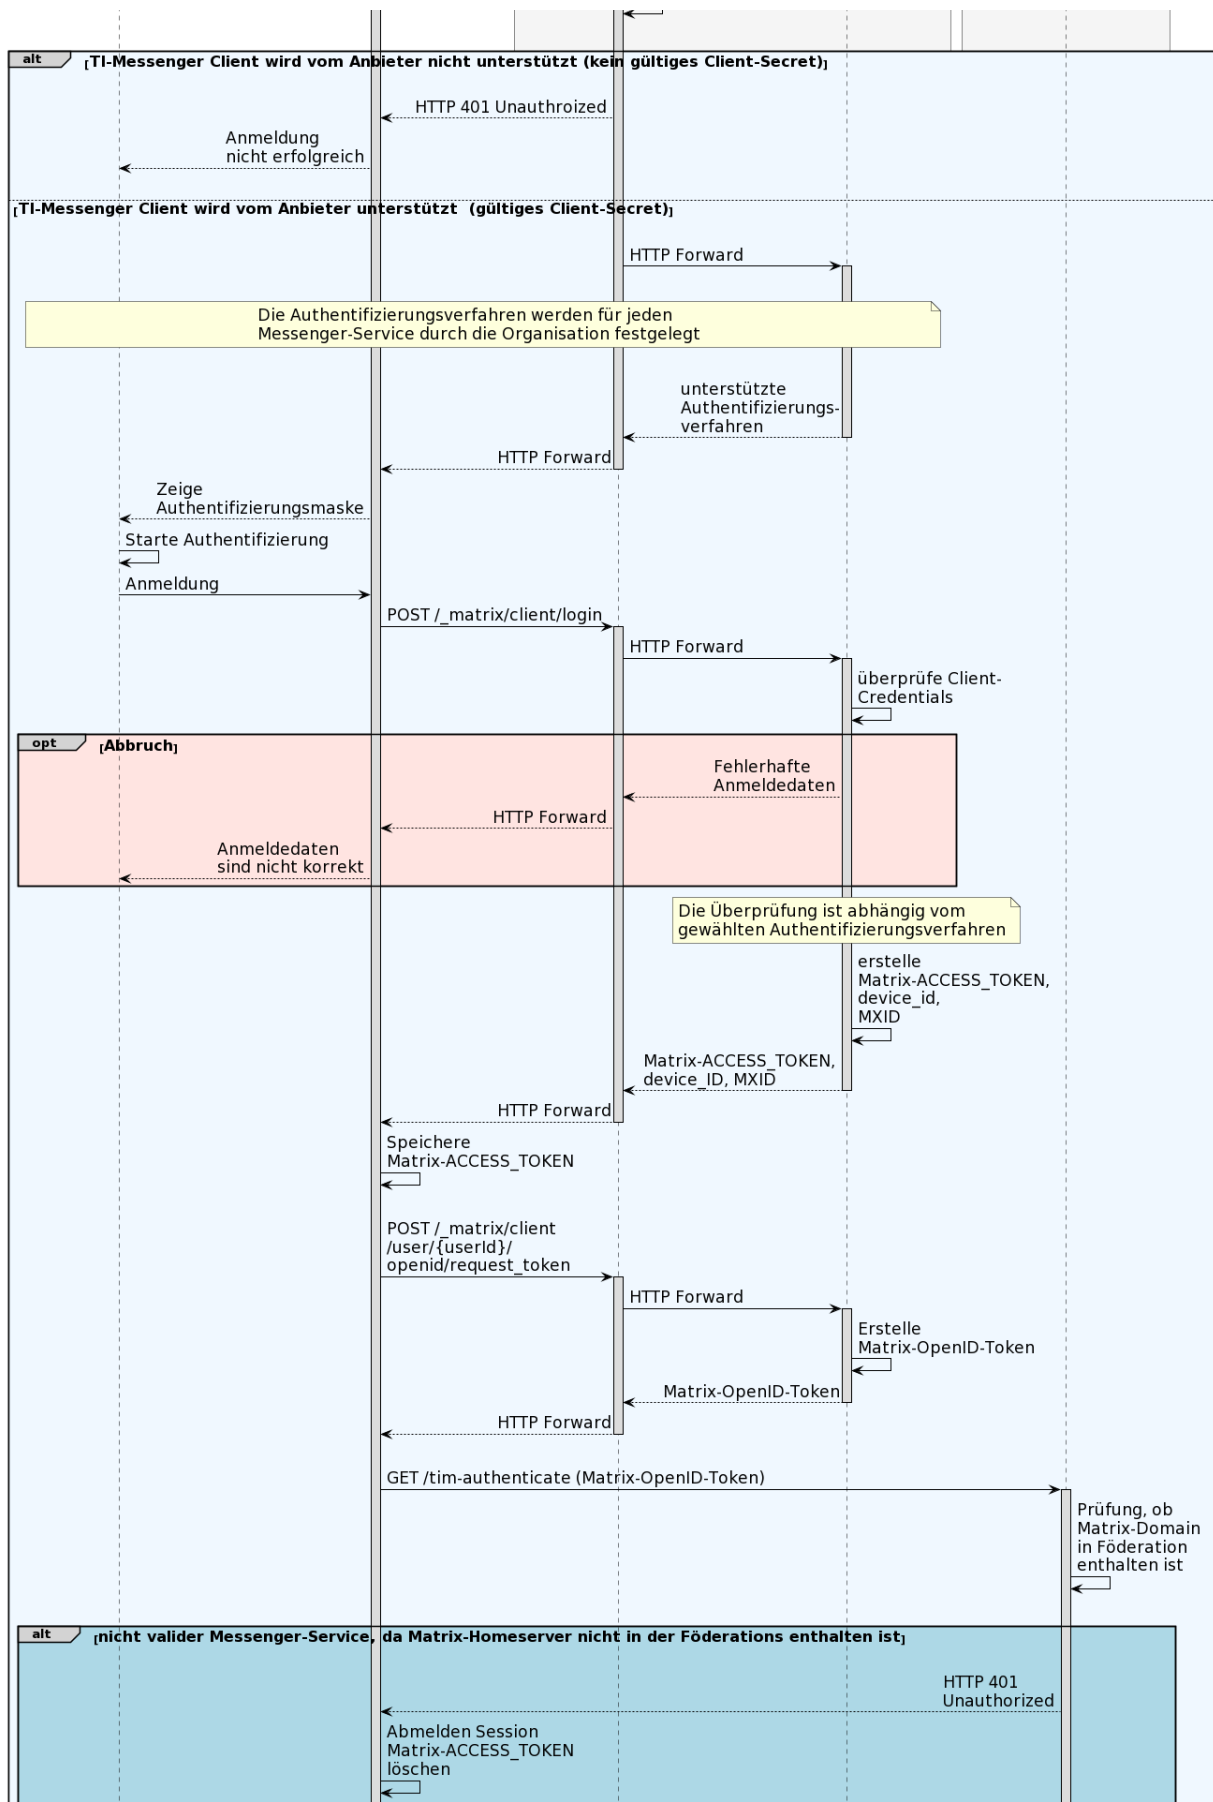 alt
[TI-Messenger Client wird vom Anbieter nicht unterstützt (kein gültiges Client-Secret)]
HTTP 401 Unauthroized
Anmeldung
nicht erfolgreich
[TI-Messenger Client wird vom Anbieter unterstützt  (gültiges Client-Secret)]
HTTP Forward
Die Authentifizierungsverfahren werden für jeden
Messenger-Service durch die Organisation festgelegt
unterstützte
Authentifizierungs-
verfahren
HTTP Forward
Zeige
Authentifizierungsmaske
Starte Authentifizierung
Anmeldung
POST /_matrix/client/login
HTTP Forward
überprüfe Client-
Credentials
opt
[Abbruch]
Fehlerhafte
Anmeldedaten
HTTP Forward
Anmeldedaten
sind nicht korrekt
Die Überprüfung ist abhängig vom
gewählten Authentifizierungsverfahren
erstelle
Matrix-ACCESS_TOKEN,
device_id,
MXID
Matrix-ACCESS_TOKEN,
device_ID, MXID
HTTP Forward
Speichere
Matrix-ACCESS_TOKEN
POST /_matrix/client
/user/{userId}/
openid/request_token
HTTP Forward
Erstelle
Matrix-OpenID-Token
Matrix-OpenID-Token
HTTP Forward
GET /tim-authenticate (Matrix-OpenID-Token)
Prüfung, ob
Matrix-Domain
in Föderation
enthalten ist
alt
[nicht valider Messenger-Service, da Matrix-Homeserver nicht in der Föderations enthalten ist]
HTTP 401
Unauthorized
Abmelden Session
Matrix-ACCESS_TOKEN
löschen